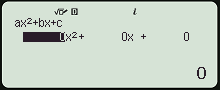 √▱ D i
ax²+bx+c
0x²+ 0x + 0
0